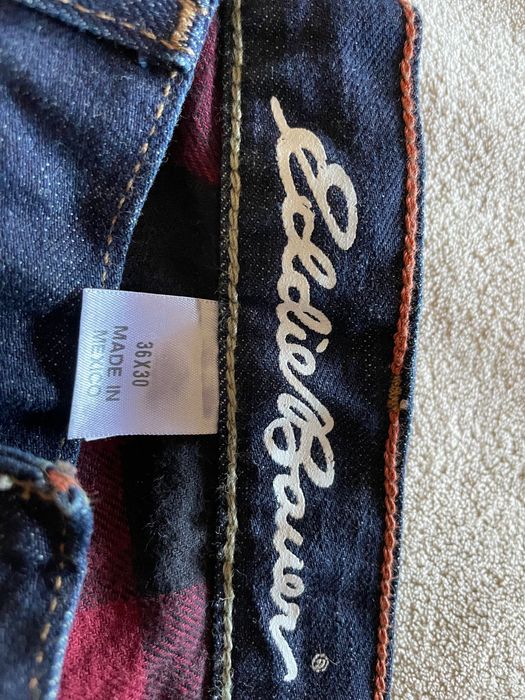 Eddie Bauer ®
36X30
MADE IN
MEXICO